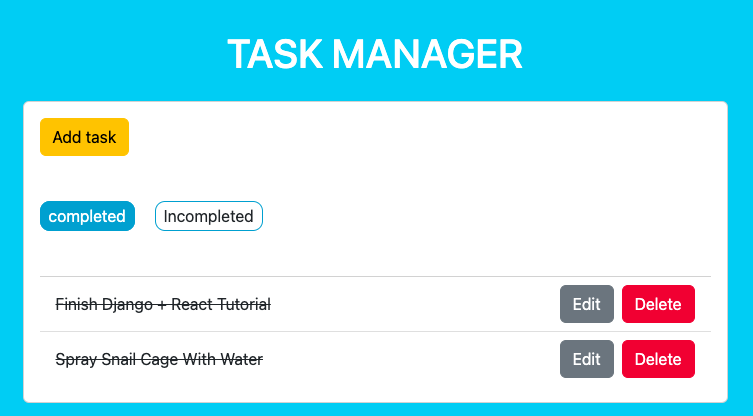 TASK MANAGER
Add task
completed Incompleted
Finish Django + React Tutorial Edit Delete
Spray Snail Cage With Water Edit Delete